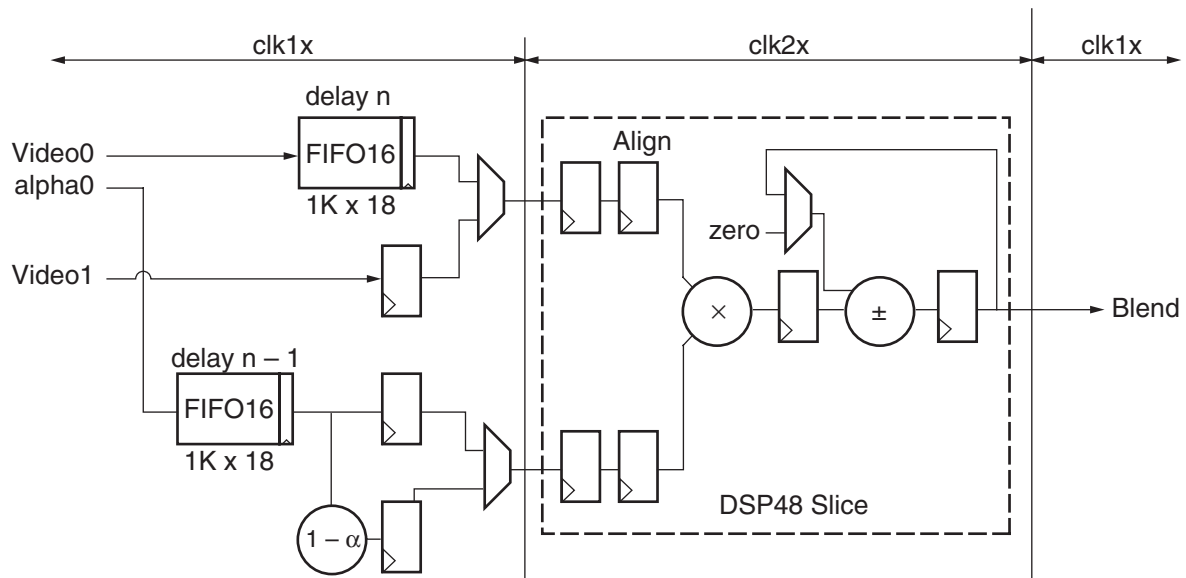 clk1x
clk2x
clk1x
delay n
Video0
FIFO16
Align
alpha0
1K x 18
zero
Video1
×
±
Blend
delay n – 1
FIFO16
1K x 18
DSP48 Slice
1 – α